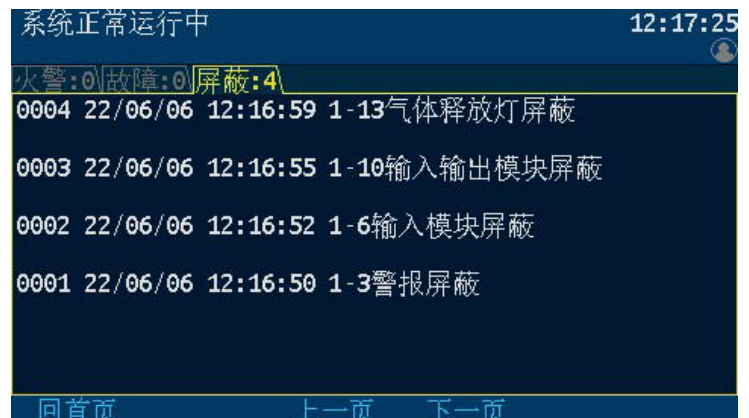 系统正常运行中 12:17:25
火警:0 故障:0 屏蔽:4
0004 22/06/06 12:16:59 1-13气体释放灯屏蔽
0003 22/06/06 12:16:55 1-10输入输出模块屏蔽
0002 22/06/06 12:16:52 1-6输入模块屏蔽
0001 22/06/06 12:16:50 1-3警报屏蔽
回首页 上一页 下一页